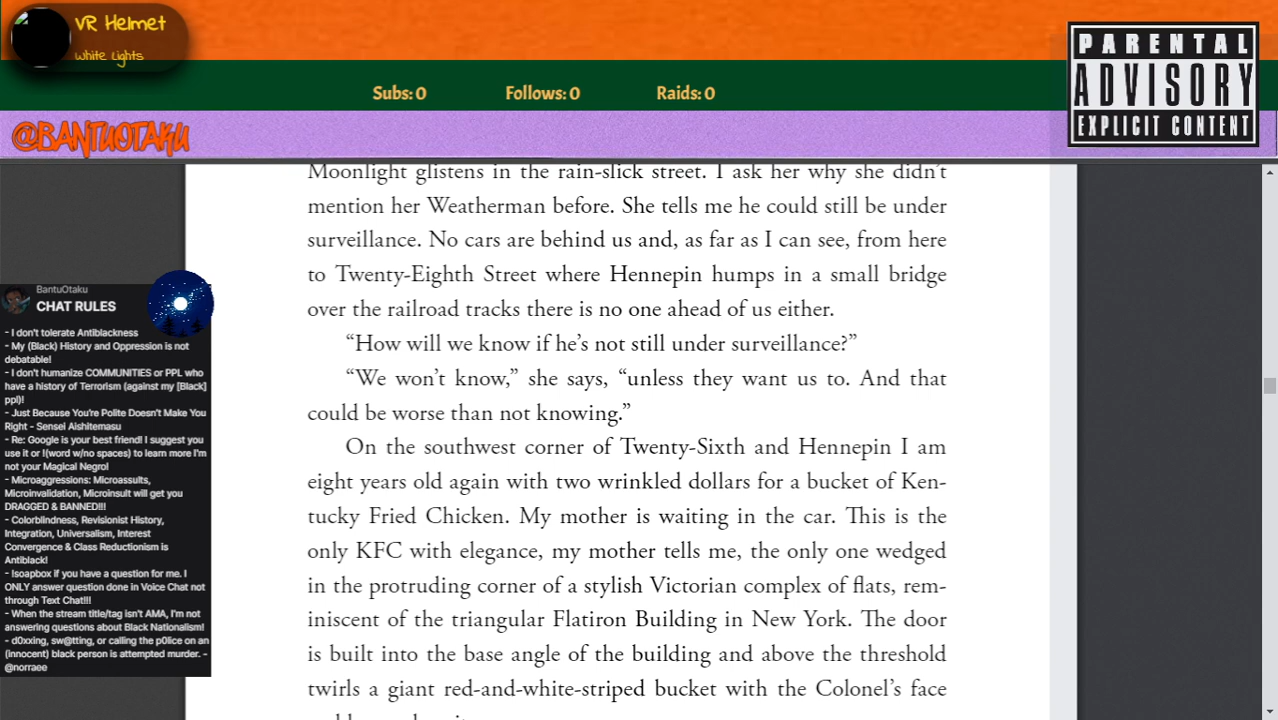 VR Helmet
White Lights
PARENTAL
ADVISORY
EXPLICIT CONTENT
Subs: 0
Follows: 0
Raids: 0
@BANTUOTAKU
Moonlight glistens in the rain-slick street. I ask her why she didn’t
mention her Weatherman before. She tells me he could still be under
surveillance. No cars are behind us and, as far as I can see, from here
to Twenty-Eighth Street where Hennepin humps in a small bridge
over the railroad tracks there is no one ahead of us either.
“How will we know if he’s not still under surveillance?”
“We won’t know,” she says, “unless they want us to. And that
could be worse than not knowing.”
On the southwest corner of Twenty-Sixth and Hennepin I am
eight years old again with two wrinkled dollars for a bucket of Ken-
tucky Fried Chicken. My mother is waiting in the car. This is the
only KFC with elegance, my mother tells me, the only one wedged
in the protruding corner of a stylish Victorian complex of flats, rem-
iniscent of the triangular Flatiron Building in New York. The door
is built into the base angle of the building and above the threshold
twirls a giant red-and-white-striped bucket with the Colonel’s face
BantuOtaku
CHAT RULES
- I don't tolerate Antiblackness
- My (Black) History and Oppression is not
debatable!
- I don't humanize COMMUNITIES or PPL who
have a history of Terrorism (against my [Black]
ppl)!
- Just Because You're Polite Doesn't Make You
Right - Sensei Aishitemasu
- Re: Google is your best friend! I suggest you
use it or !(word w/no spaces) to learn more I'm
not your Magical Negro!
- Microaggressions: Microassults,
Microinvalidation, Microinsult will get you
DRAGGED & BANNED!!!
- Colorblindness, Revisionist History,
Integration, Universalism, Interest
Convergence & Class Reductionism is
Antiblack!
- !soapbox if you have a question for me. I
ONLY answer question done in Voice Chat not
through Text Chat!!!
- When the stream title/tag isn't AMA, I'm not
answering questions about Black Nationalism!
- d0xxing, sw@tting, or calling the p0lice on an
(innocent) black person is attempted murder. -
@norraee